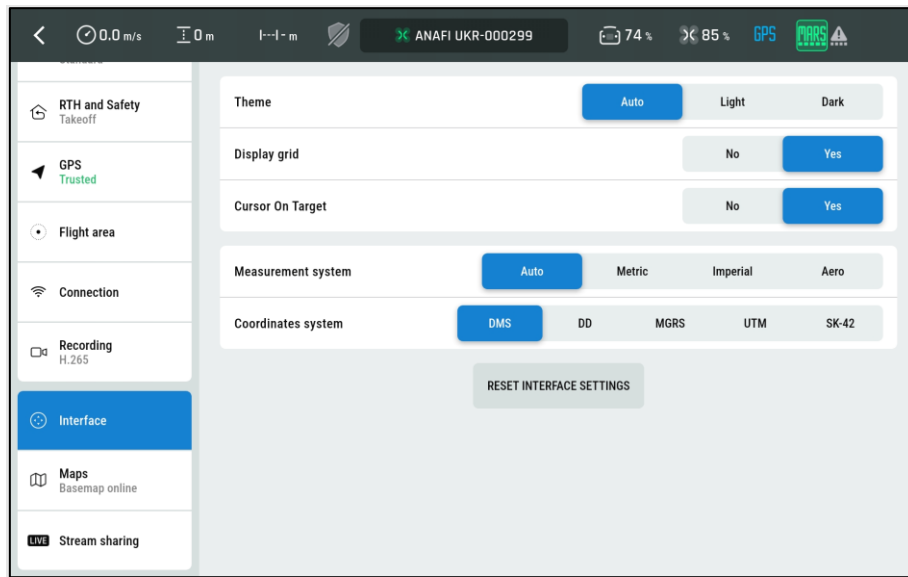 0.0 m/s
0 m
I---I - m
ANAFI UKR-000299
74 %
85 %
GPS
MARS
RTH and Safety
Takeoff
GPS
Trusted
Flight area
Connection
Recording
H.265
Interface
Maps
Basemap online
LIVE Stream sharing
Theme Auto Light Dark
Display grid No Yes
Cursor On Target No Yes
Measurement system Auto Metric Imperial Aero
Coordinates system DMS DD MGRS UTM SK-42
RESET INTERFACE SETTINGS